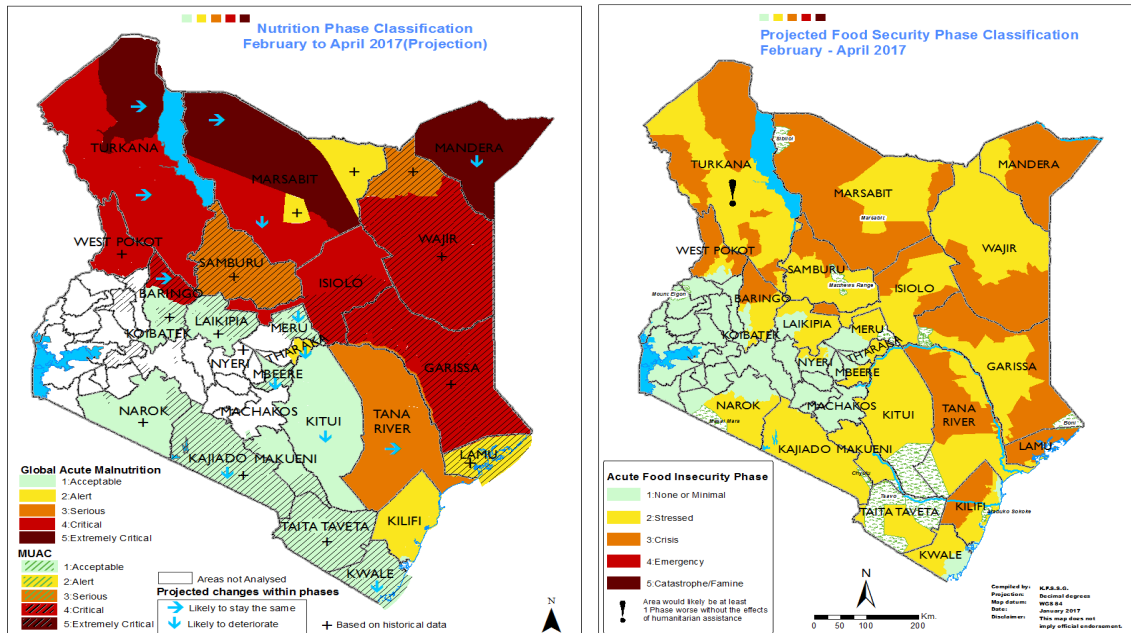 Nutrition Phase Classification
February to April 2017(Projection)
TURKANA
MANDERA
MARSABIT
WEST POKOT
WAJIR
SAMBURU
ISIOLO
BARINGO
KOIBATEK
LAIKIPIA
MERU
THARAKA
NYERI
MBEERE
GARISSA
NAROK
MACHAKOS
KITUI
TANA
RIVER
KAJIADO
MAKUENI
LAMU
TAITA TAVETA
KILIFI
KWALE
Global Acute Malnutrition
1:Acceptable
2:Alert
3:Serious
4:Critical
5:Extremely Critical
MUAC
1:Acceptable
2:Alert
3:Serious
4:Critical
5:Extremely Critical
Areas not Analysed
Projected changes within phases
Likely to stay the same
Likely to deteriorate
Based on historical data
N
Projected Food Security Phase Classification
February - April 2017
Sibiloi
TURKANA
MANDERA
MARSABIT
Marsabit
WEST POKOT
WAJIR
SAMBURU
Matthews Range
ISIOLO
Mount Elgon
BARINGO
KOIBATEK
LAIKIPIA
MERU
THARAKA
NYERI
MBEERE
GARISSA
NAROK
MACHAKOS
KITUI
TANA
RIVER
Boni
LAMU
KAJIADO
MAKUENI
Tsavo
TAITA TAVETA
KILIFI
KWALE
Acute Food Insecurity Phase
1:None or Minimal
2:Stressed
3:Crisis
4:Emergency
5:Catastrophe/Famine
Area would likely be at least
1 Phase worse without the effects
of humanitarian assistance
N
0 50 100 200
Km.
Compiled by: K.F.S.S.G.
Projection: Decimal degrees
Map datum: WGS 84
Date: January 2017
Disclaimer: This map does not
imply official endorsement.